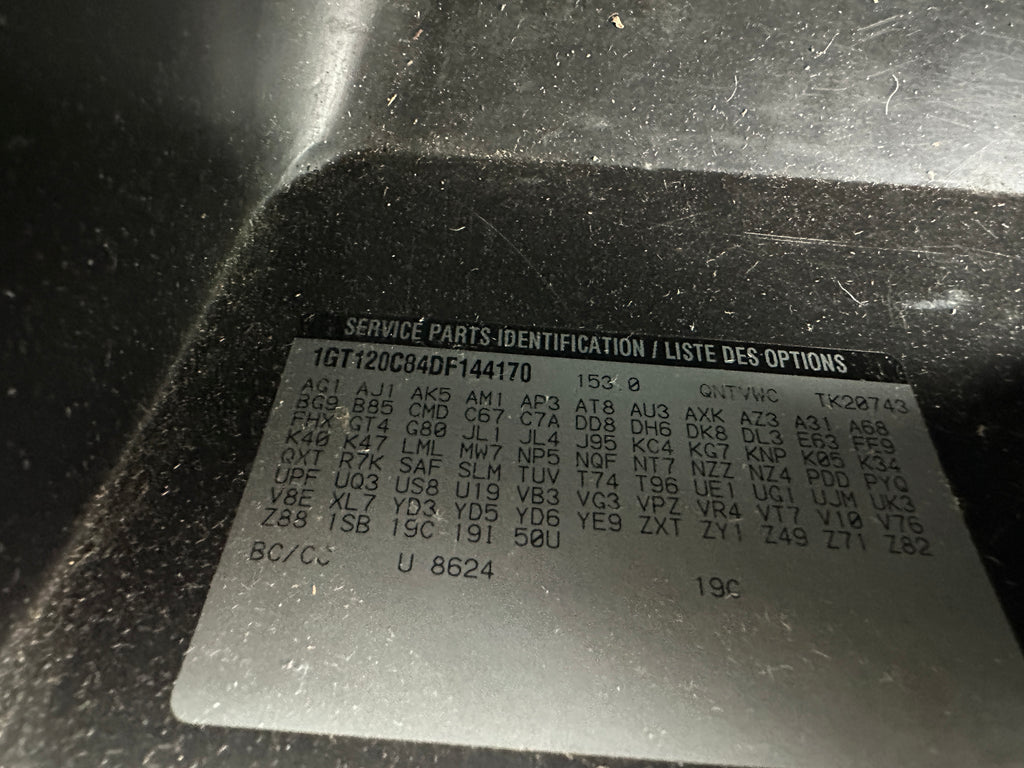 SERVICE PARTS IDENTIFICATION / LISTE DES OPTIONS
1GT120C84DF144170 153.0 QNTVWC TK20743
AG1 AJ1 AK5 AM1 AP3 AT8 AU3 AXK AZ3 A31 A68
BG9 B85 CMD C67 C7A DD8 DH6 DK8 DL3 E63 FF9
FHX GT4 G80 JL1 JL4 J95 KC4 KG7 KNP K05 K34
K40 K47 LML MW7 NP5 NQF NT7 NZZ NZ4 PDD PYQ
QXT R7K SAF SLM TUV T74 T96 UE1 UG1 UJM UK3
UPF UQ3 US8 U19 VB3 VG3 VPZ VR4 VT7 V10 V76
V8E XL7 YD3 YD5 YD6 YE9 ZXT ZY1 Z49 Z71 Z82
Z88 1SB 19C 19I 50U
BC/CC U 8624 19C